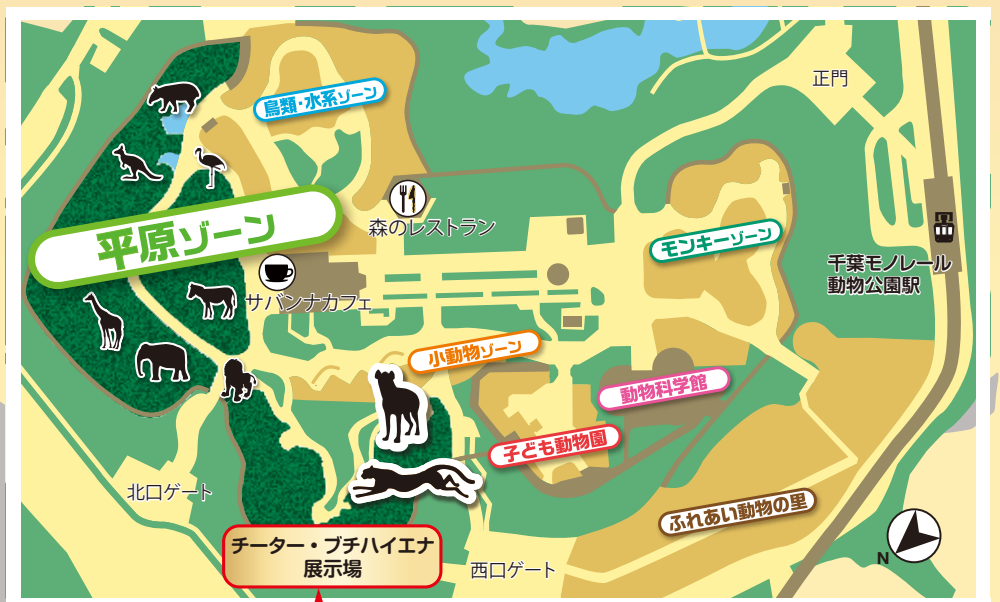 正門
鳥類・水系ゾーン
森のレストラン
平原ゾーン
モンキーゾーン
千葉モノレール
動物公園駅
サバンナカフェ
小動物ゾーン
動物科学館
子ども動物園
北口ゲート
ふれあい動物の里
チーター・ブチハイエナ
展示場
西口ゲート
N